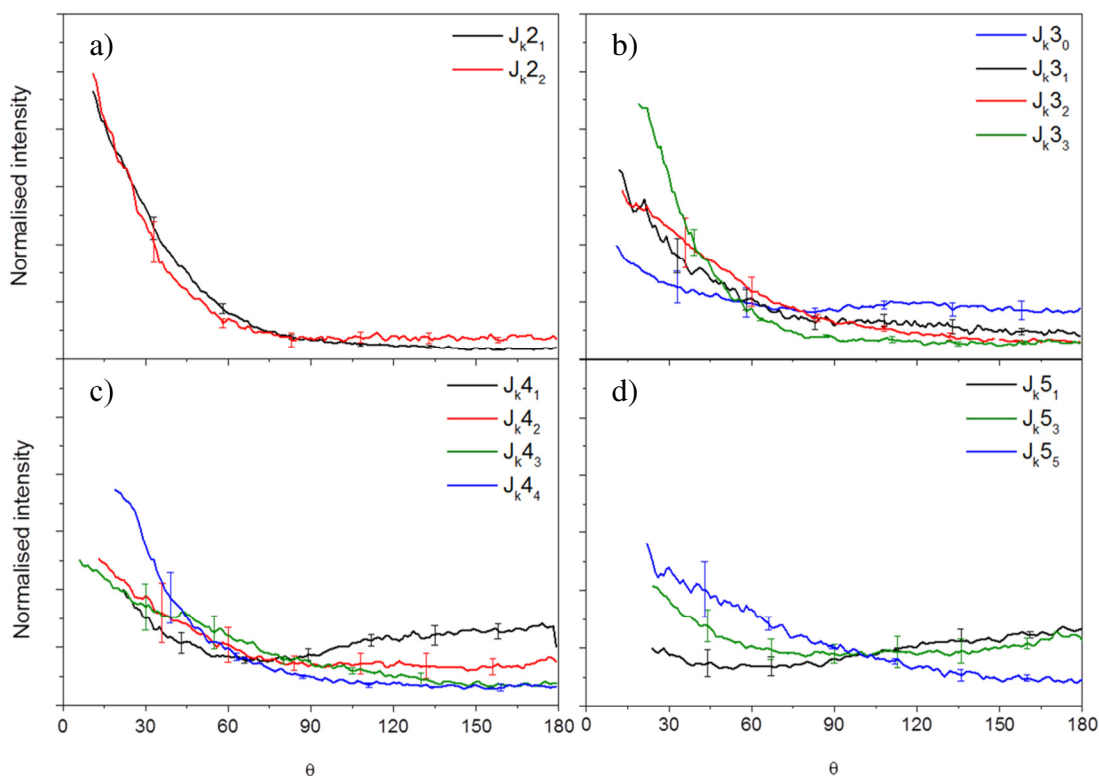 a)
J_k2_1
J_k2_2
Normalised intensity
b)
J_k3_0
J_k3_1
J_k3_2
J_k3_3
c)
J_k4_1
J_k4_2
J_k4_3
J_k4_4
Normalised intensity
0 30 60 90 120 150 180
θ
d)
J_k5_1
J_k5_3
J_k5_5
0 30 60 90 120 150 180
θ